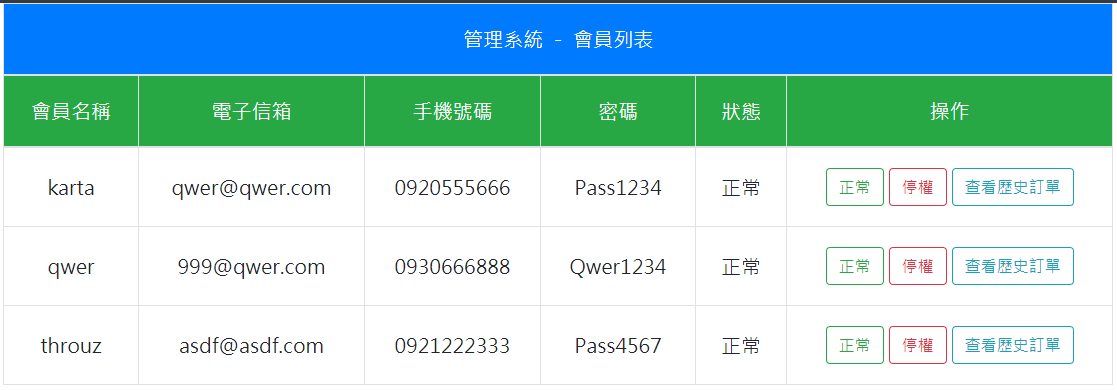 管理系統 - 會員列表
會員名稱 電子信箱 手機號碼 密碼 狀態 操作
karta qwer@qwer.com 0920555666 Pass1234 正常 正常 停權 查看歷史訂單
qwer 999@qwer.com 0930666888 Qwer1234 正常 正常 停權 查看歷史訂單
throuz asdf@asdf.com 0921222333 Pass4567 正常 正常 停權 查看歷史訂單